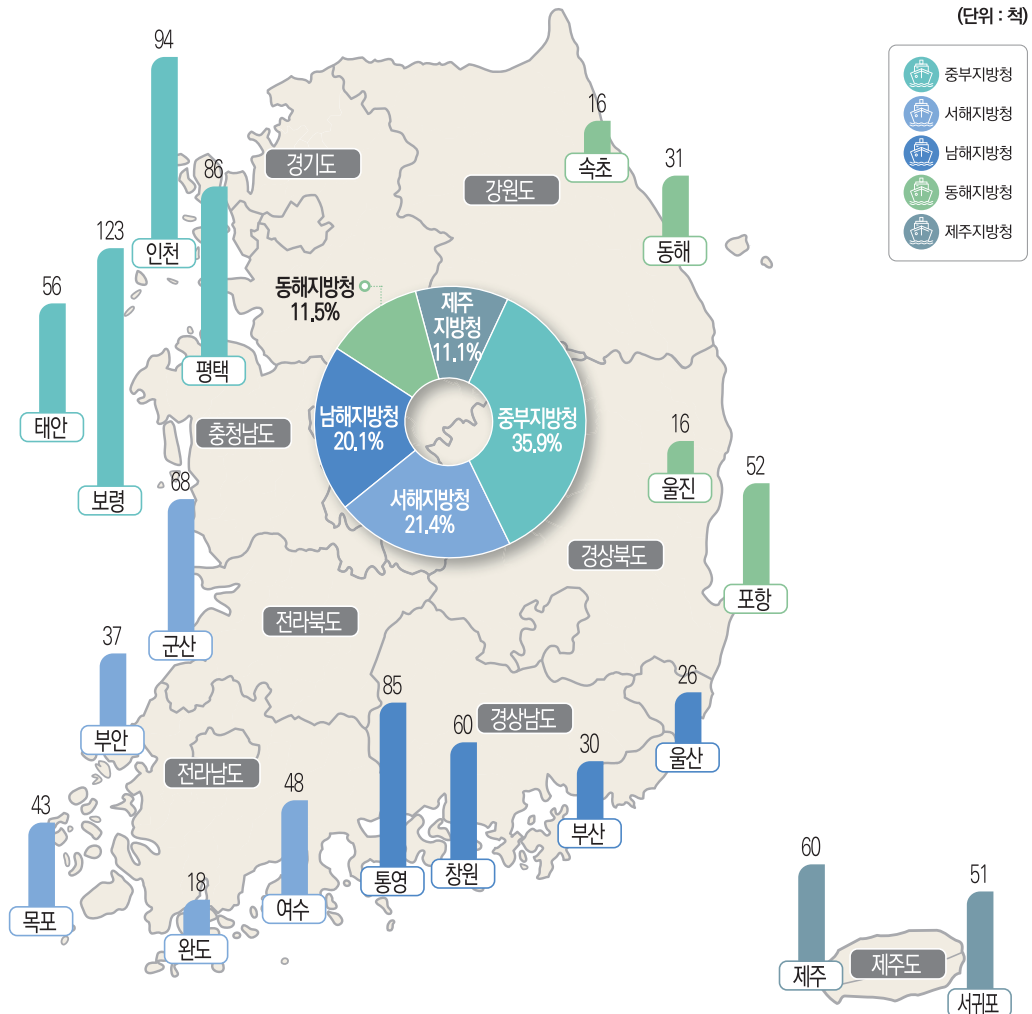 (단위 : 척)
중부지방청
서해지방청
남해지방청
동해지방청
제주지방청
94
인천
86
평택
123
보령
56
태안
경기도
강원도
16
속초
31
동해
동해지방청
11.5%
제주
지방청
11.1%
중부지방청
35.9%
남해지방청
20.1%
서해지방청
21.4%
충청남도
16
울진
52
포항
경상북도
68
군산
전라북도
37
부안
85
통영
60
창원
경상남도
30
부산
26
울산
전라남도
43
목포
18
완도
48
여수
60
제주
제주도
51
서귀포